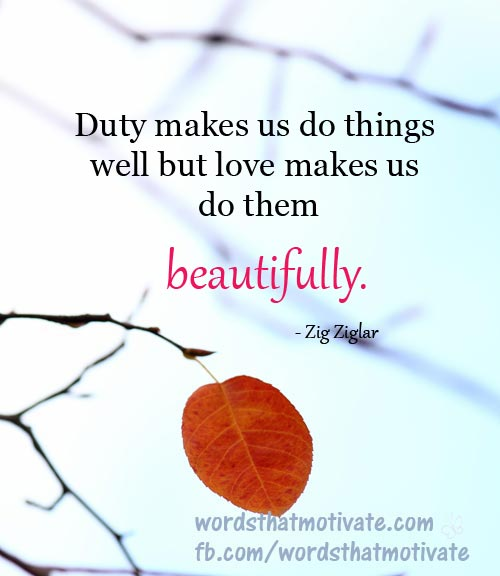 Duty makes us do things
well but love makes us
do them
beautifully.
- Zig Ziglar
wordsthatmotivate.com
fb.com/wordsthatmotivate